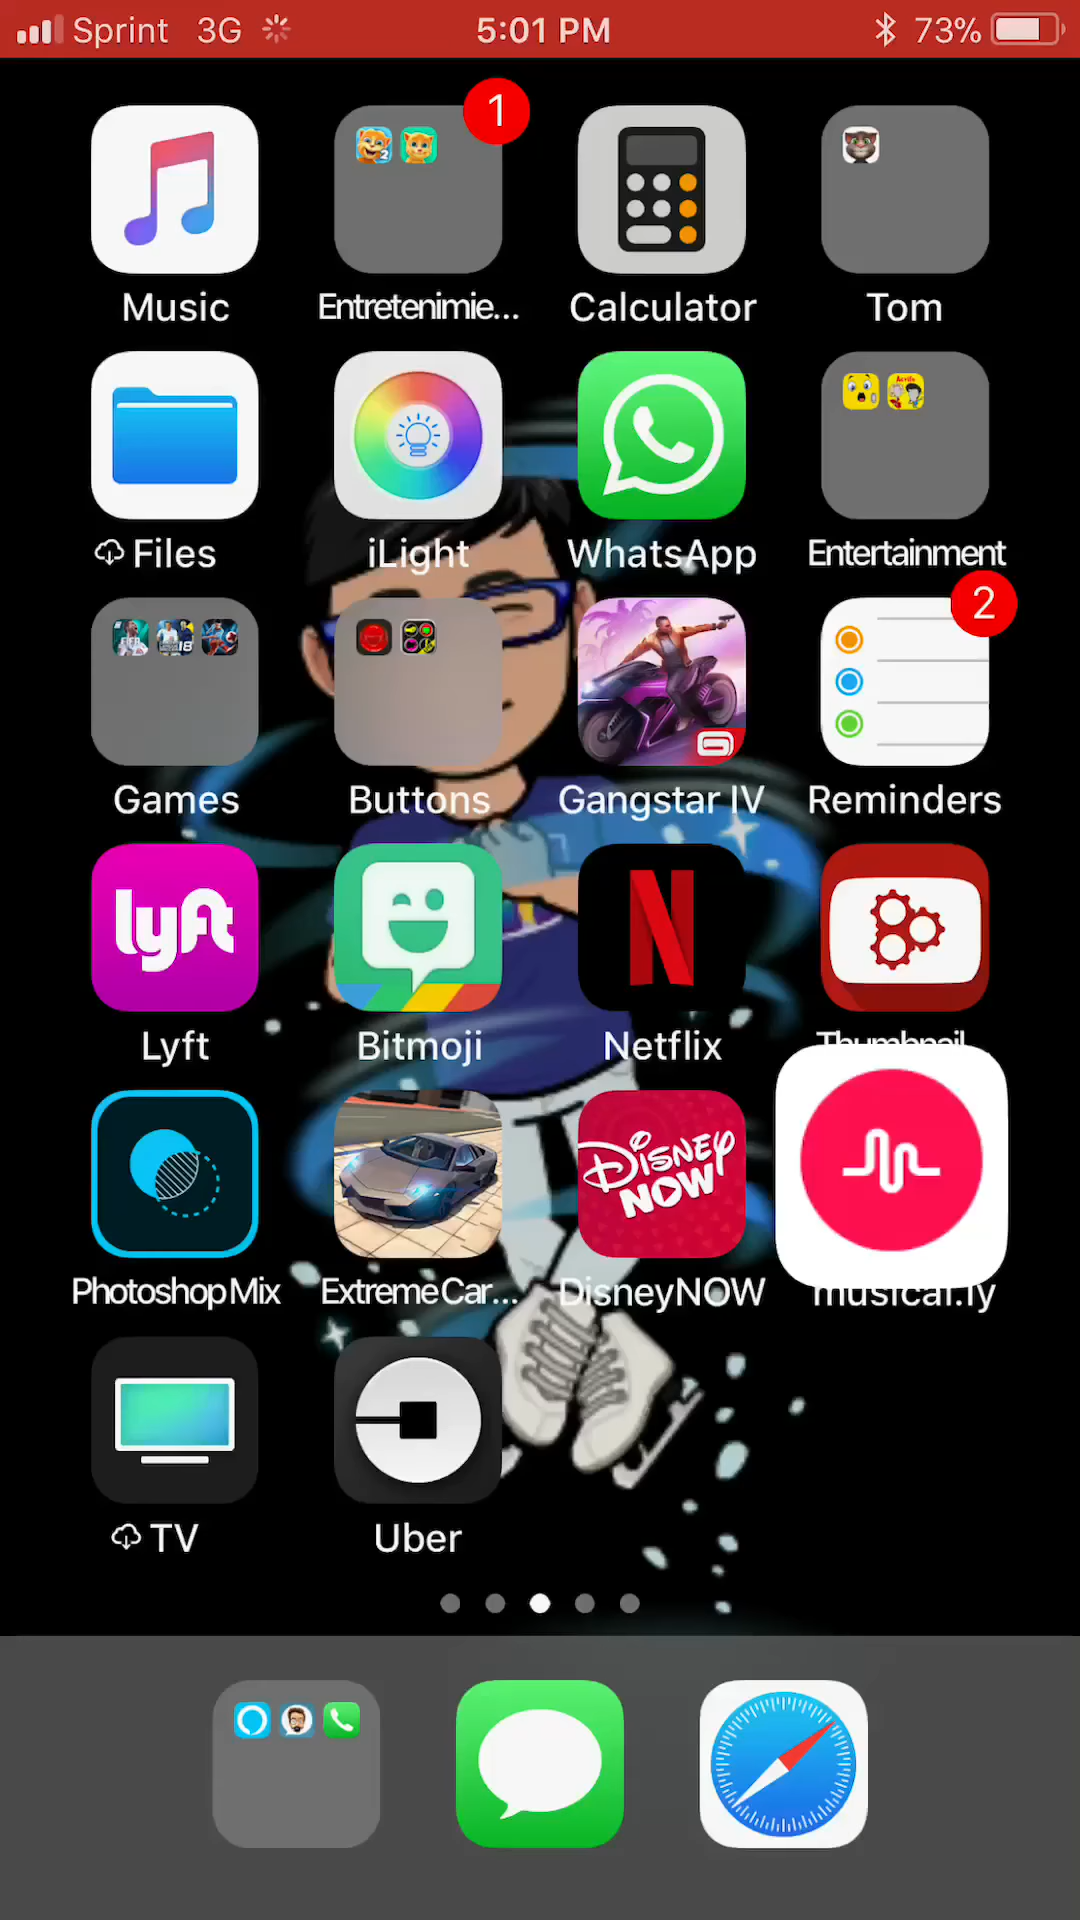 Sprint 3G 5:01 PM 73%
1
Music Entretenimie... Calculator Tom
Files iLight WhatsApp Entertainment
2
Games Buttons Gangstar IV Reminders
lyft
Lyft Bitmoji Netflix Thumbnail
Disney
NOW
Photoshop Mix Extreme Car... DisneyNOW musical.ly
TV Uber